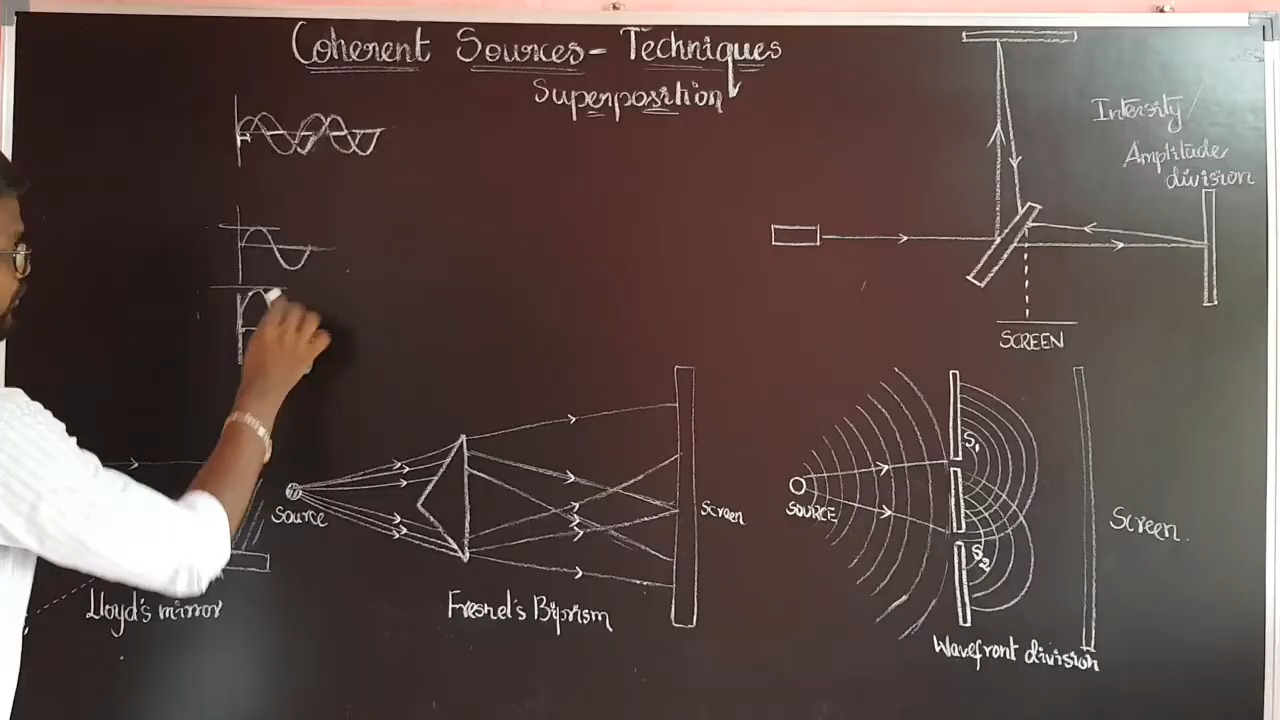 Coherent Sources - Techniques
Superposition
Intensity/
Amplitude
division
SCREEN
Source
Lloyd's mirror
Screen
Fresnel's Biprism
SOURCE
S₁
S₂
Screen.
Wavefront division